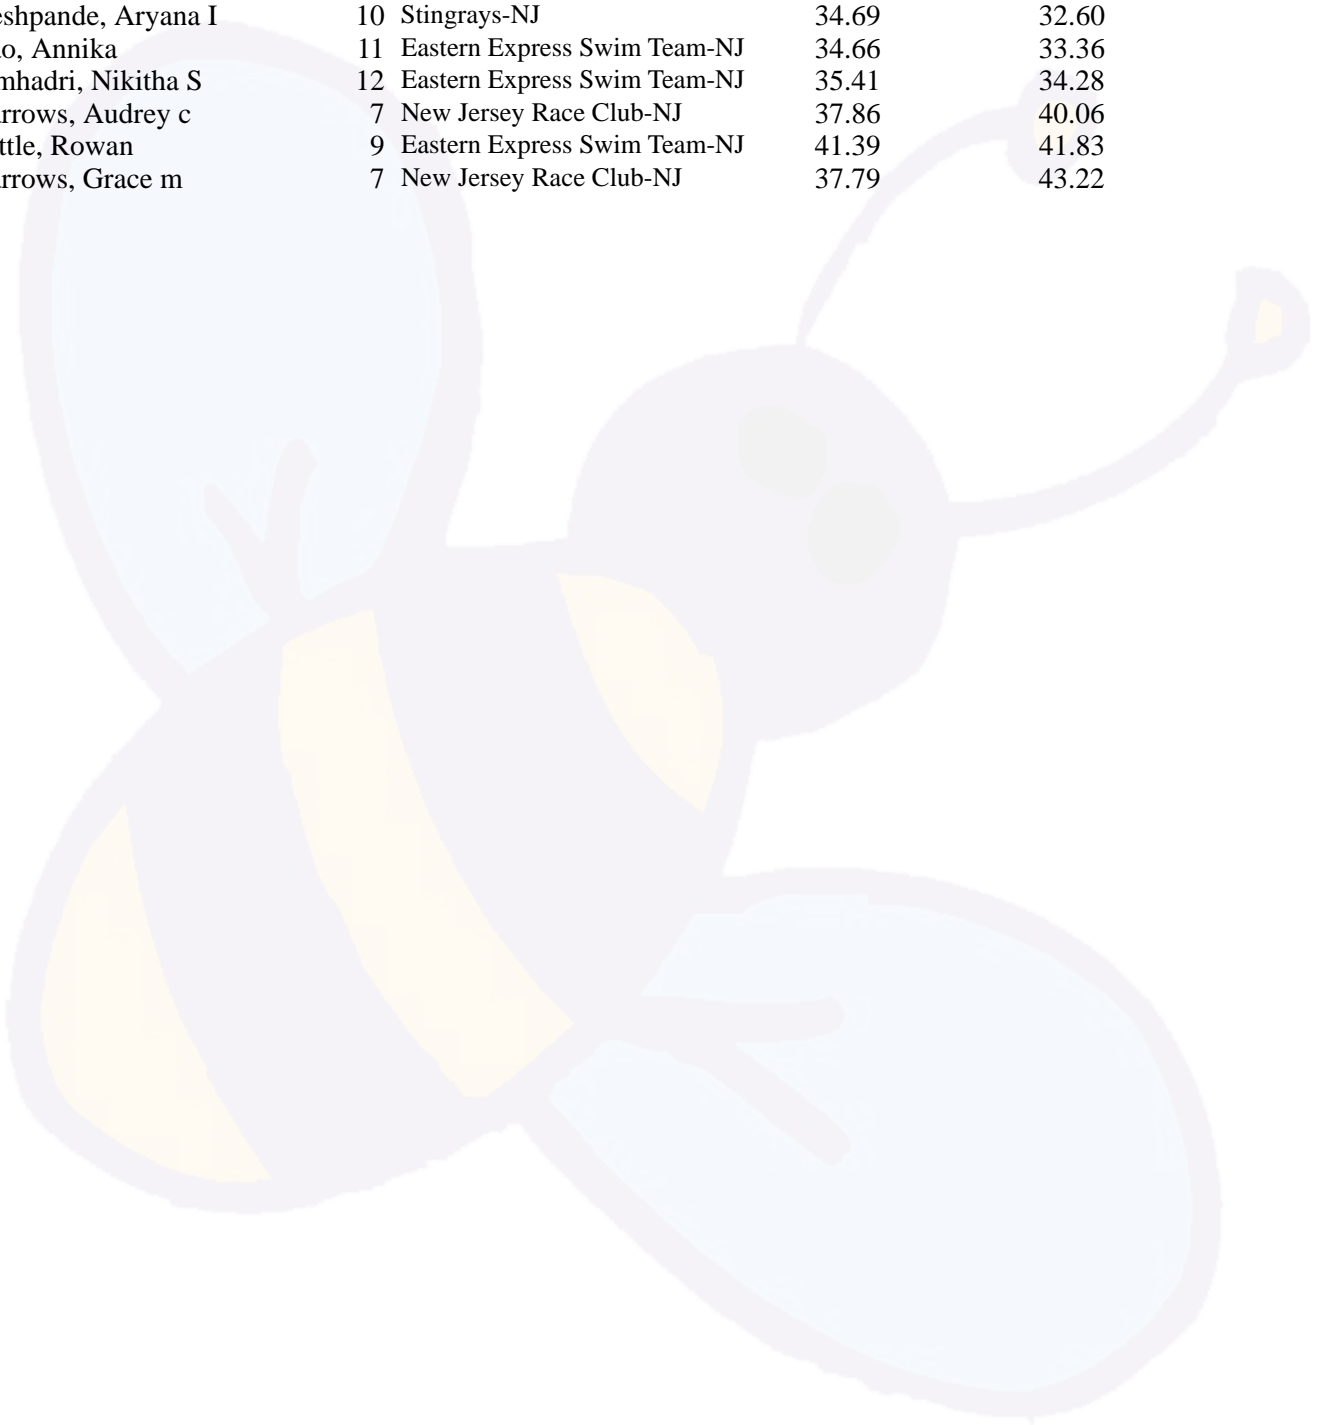 eshpande, Aryana I 10 Stingrays-NJ 34.69 32.60
o, Annika 11 Eastern Express Swim Team-NJ 34.66 33.36
mhadri, Nikitha S 12 Eastern Express Swim Team-NJ 35.41 34.28
rrows, Audrey c 7 New Jersey Race Club-NJ 37.86 40.06
ttle, Rowan 9 Eastern Express Swim Team-NJ 41.39 41.83
rrows, Grace m 7 New Jersey Race Club-NJ 37.79 43.22